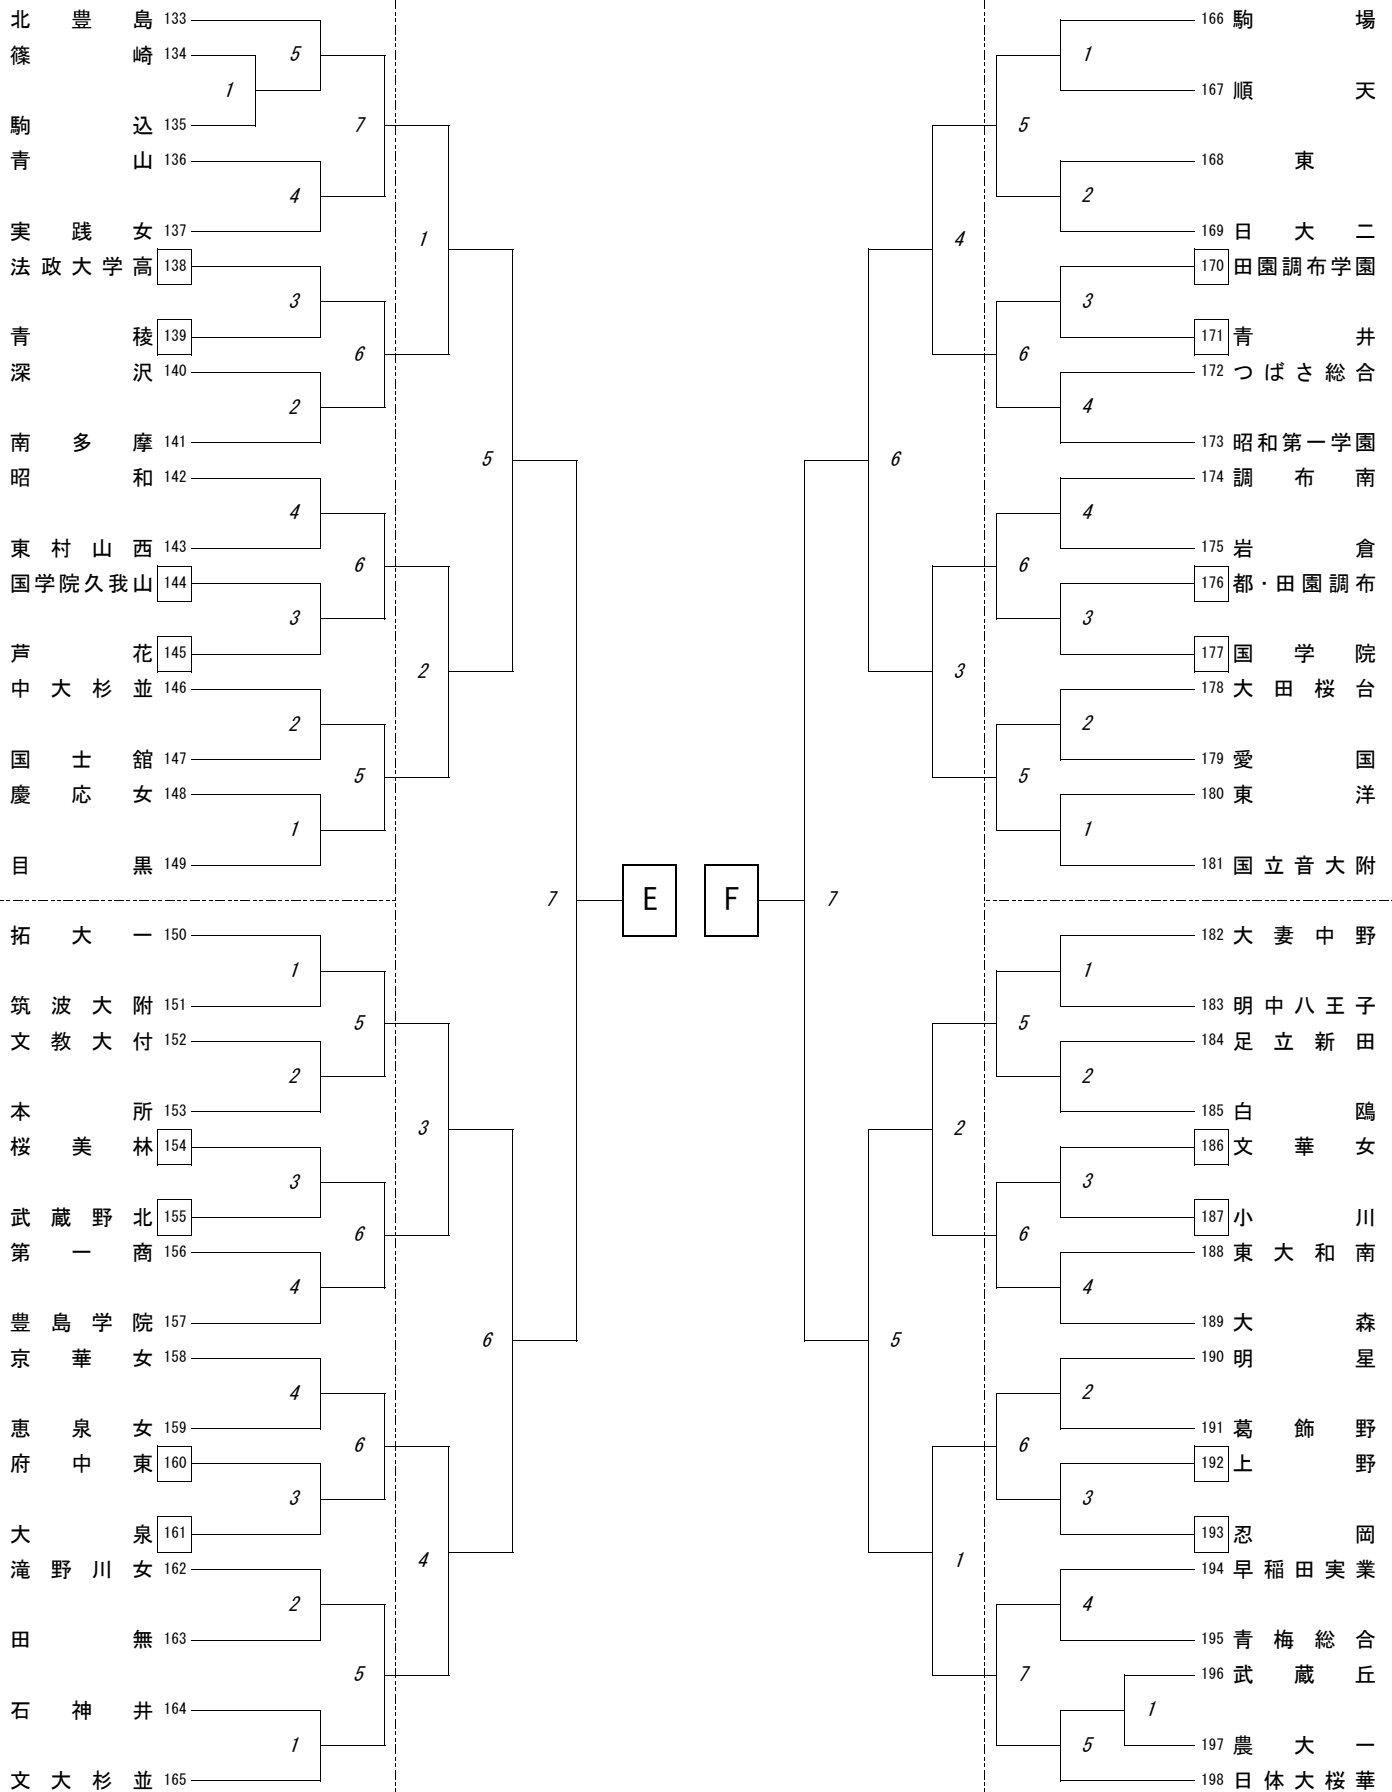 北豊島 133
5
篠崎 134
1
駒込 135
7
青山 136
4
実践女 137
1
法政大学高 138
3
青稜 139
6
深沢 140
2
南多摩 141
5
昭和 142
4
東村山西 143
6
国学院久我山 144
3
芦花 145
2
中大杉並 146
2
国士舘 147
5
慶応女 148
1
目黒 149
7
E
拓大一 150
1
筑波大附 151
5
文教大付 152
2
本所 153
3
桜美林 154
3
武蔵野北 155
6
第一商 156
4
豊島学院 157
6
京華女 158
4
恵泉女 159
6
府中東 160
3
大泉 161
4
滝野川女 162
2
田無 163
5
石神井 164
1
文大杉並 165
166 駒場
1
167 順天
5
168 東
2
169 日大二
4
170 田園調布学園
3
171 青井
6
172 つばさ総合
4
173 昭和第一学園
6
174 調布南
4
175 岩倉
6
176 都・田園調布
3
177 国学院
3
178 大田桜台
2
179 愛国
5
180 東洋
1
181 国立音大附
F
7
182 大妻中野
1
183 明中八王子
5
184 足立新田
2
185 白鴎
2
186 文華女
3
187 小川
6
188 東大和南
4
189 大森
5
190 明星
2
191 葛飾野
6
192 上野
3
193 忍岡
1
194 早稲田実業
4
195 青梅総合
7
196 武蔵丘
1
197 農大一
5
198 日体大桜華